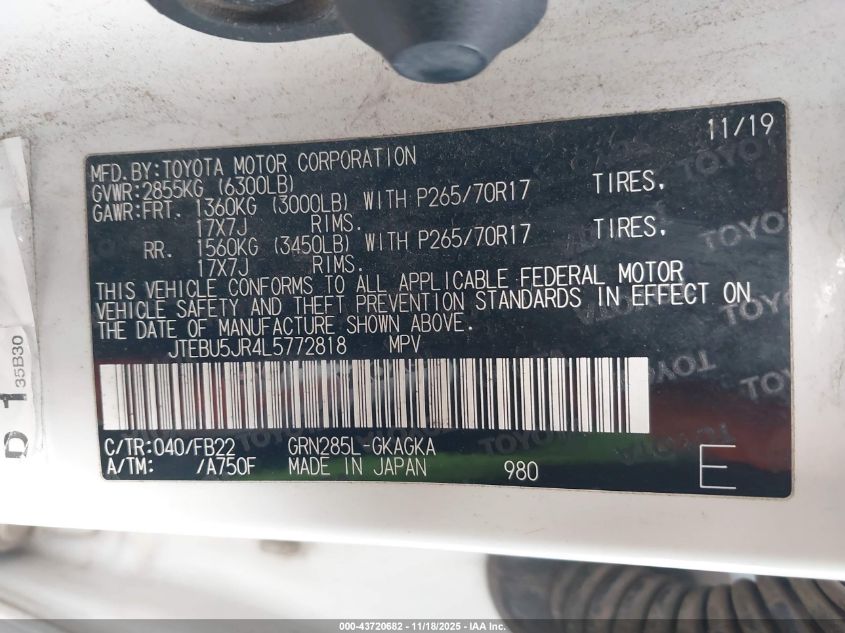 11/19
MFD. BY: TOYOTA MOTOR CORPORATION
GVWR: 2855KG (6300LB)
GAWR: FRT. 1360KG (3000LB) WITH P265/70R17 TIRES,
17X7J RIMS.
RR. 1560KG (3450LB) WITH P265/70R17 TIRES,
17X7J RIMS.
THIS VEHICLE CONFORMS TO ALL APPLICABLE FEDERAL MOTOR
VEHICLE SAFETY AND THEFT PREVENTION STANDARDS IN EFFECT ON
THE DATE OF MANUFACTURE SHOWN ABOVE.
JTEBU5JR4L5772818 MPV
C/TR: 040/FB22 GRN285L-GKAGKA
A/TM: /A750F MADE IN JAPAN 980 E
D 1
35B30
TOYOTA
000-43720682 - 11/18/2025 - IAA Inc.